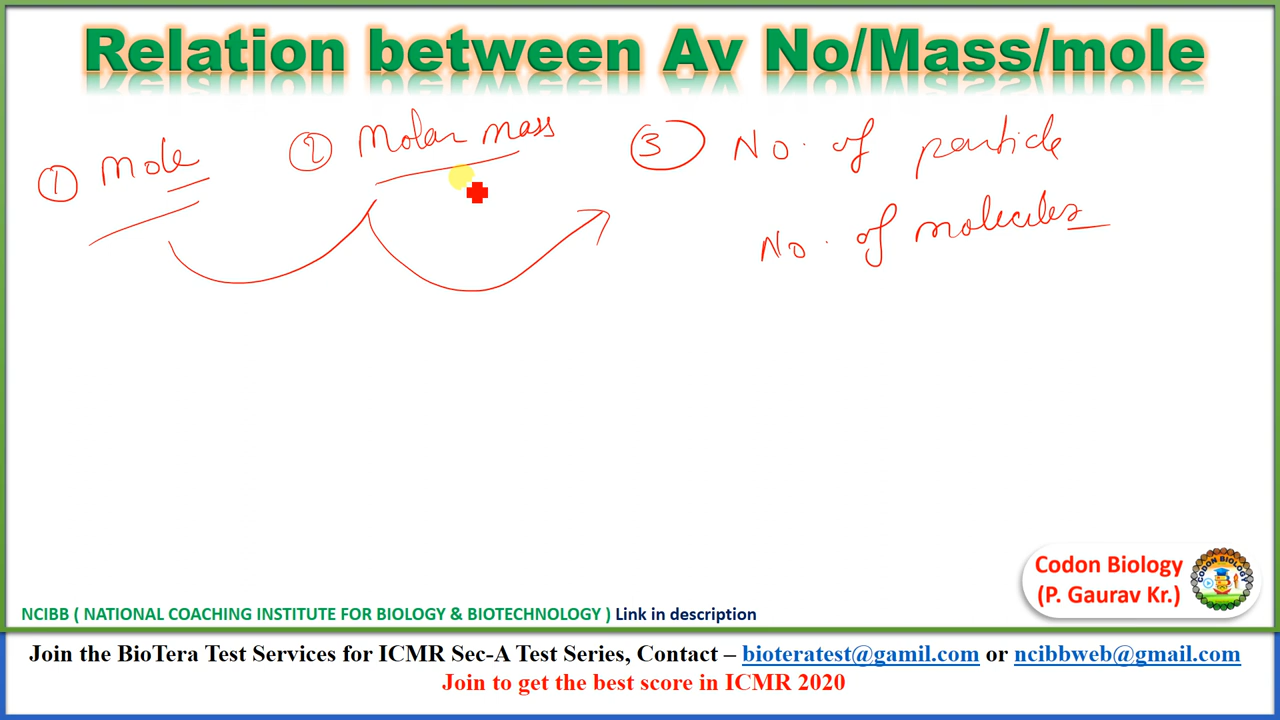 Relation between Av No/Mass/mole
① Mole ② Molar mass ③ No. of particle
No. of molecules
Codon Biology
(P. Gaurav Kr.)
CODON BIOLOGY
NCIBB ( NATIONAL COACHING INSTITUTE FOR BIOLOGY & BIOTECHNOLOGY ) Link in description
Join the BioTera Test Services for ICMR Sec-A Test Series, Contact – bioteratest@gamil.com or ncibbweb@gmail.com
Join to get the best score in ICMR 2020